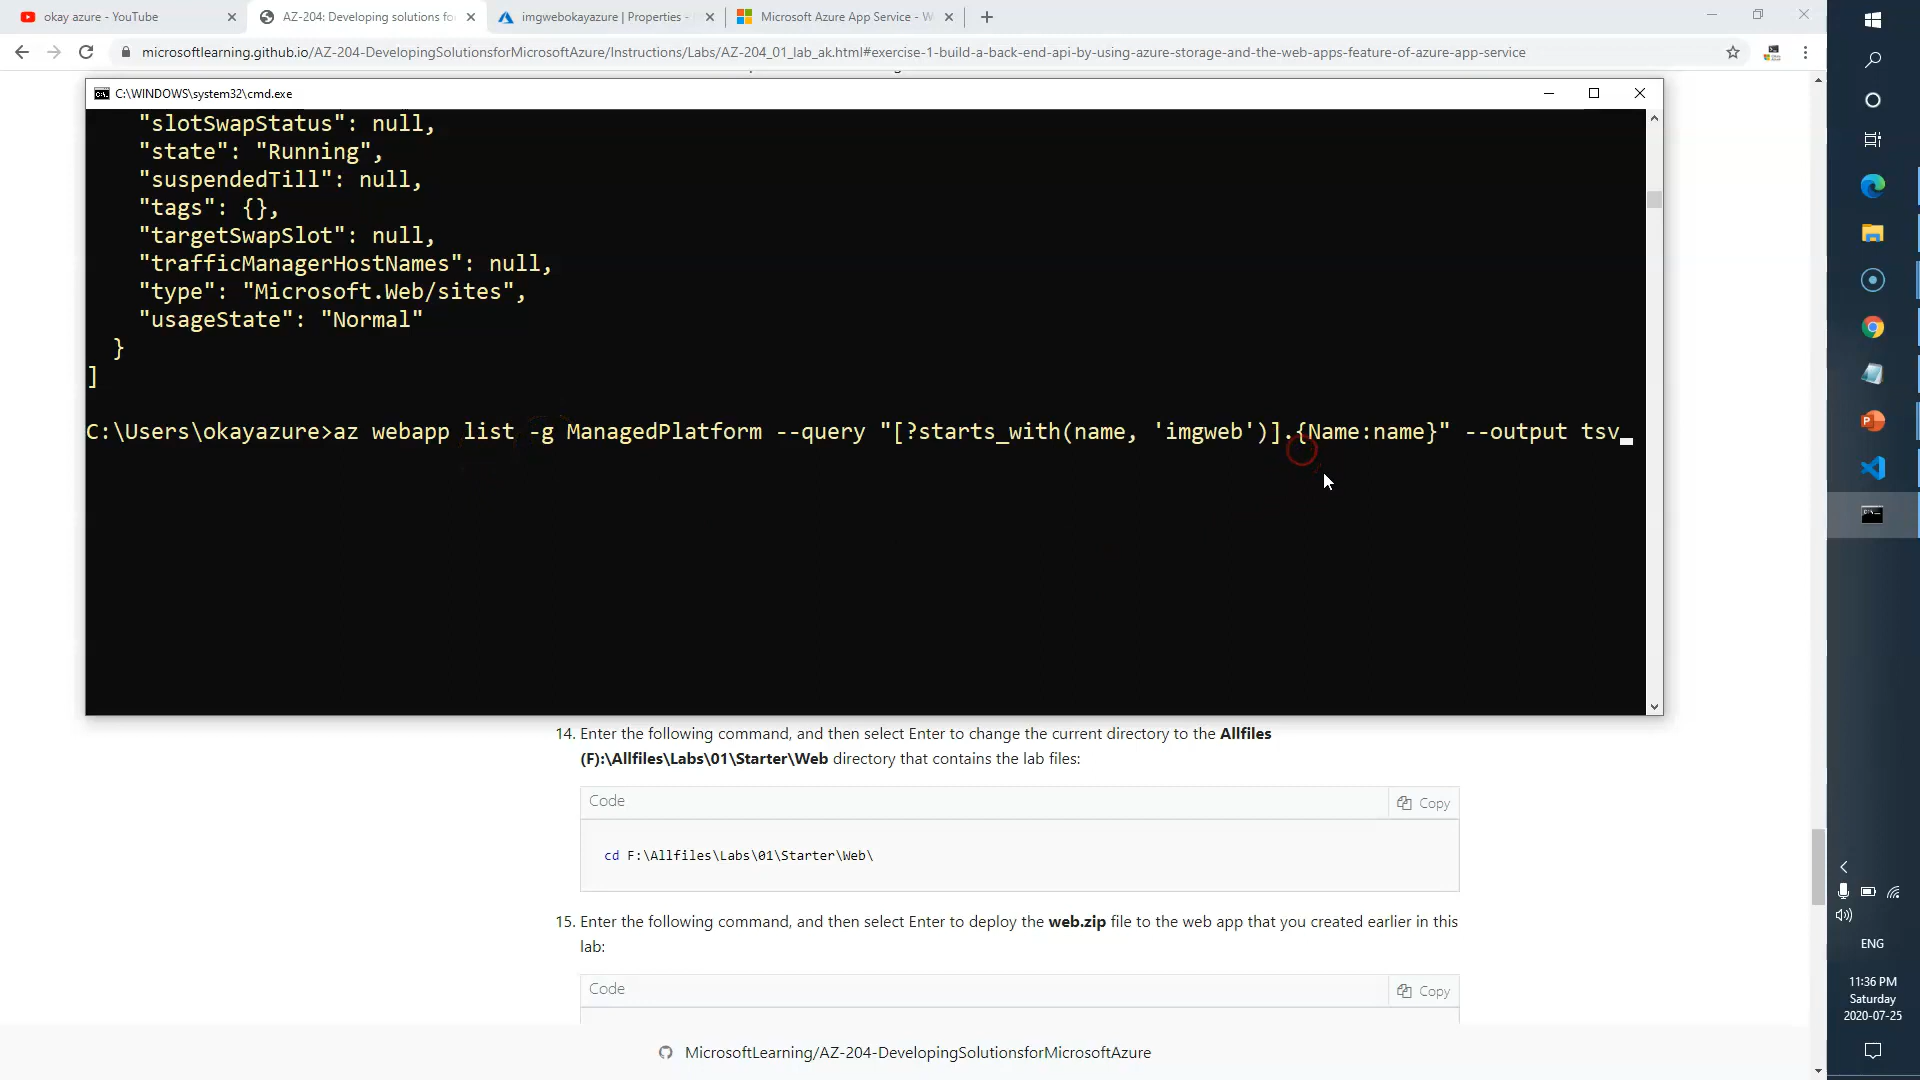 okay azure - YouTube
AZ-204: Developing solutions fo
imgwebokayazure | Properties -
Microsoft Azure App Service - W
microsoftlearning.github.io/AZ-204-DevelopingSolutionsforMicrosoftAzure/Instructions/Labs/AZ-204_01_lab_ak.html#exercise-1-build-a-back-end-api-by-using-azure-storage-and-the-web-apps-feature-of-azure-app-service
C:\WINDOWS\system32\cmd.exe
"slotSwapStatus": null,
"state": "Running",
"suspendedTill": null,
"tags": {},
"targetSwapSlot": null,
"trafficManagerHostNames": null,
"type": "Microsoft.Web/sites",
"usageState": "Normal"
}
]
C:\Users\okayazure>az webapp list -g ManagedPlatform --query "[?starts_with(name, 'imgweb')].{Name:name}" --output tsv
14. Enter the following command, and then select Enter to change the current directory to the Allfiles
(F):\Allfiles\Labs\01\Starter\Web directory that contains the lab files:
Code
Copy
cd F:\Allfiles\Labs\01\Starter\Web\
15. Enter the following command, and then select Enter to deploy the web.zip file to the web app that you created earlier in this
lab:
Code
Copy
MicrosoftLearning/AZ-204-DevelopingSolutionsforMicrosoftAzure
ENG
11:36 PM
Saturday
2020-07-25